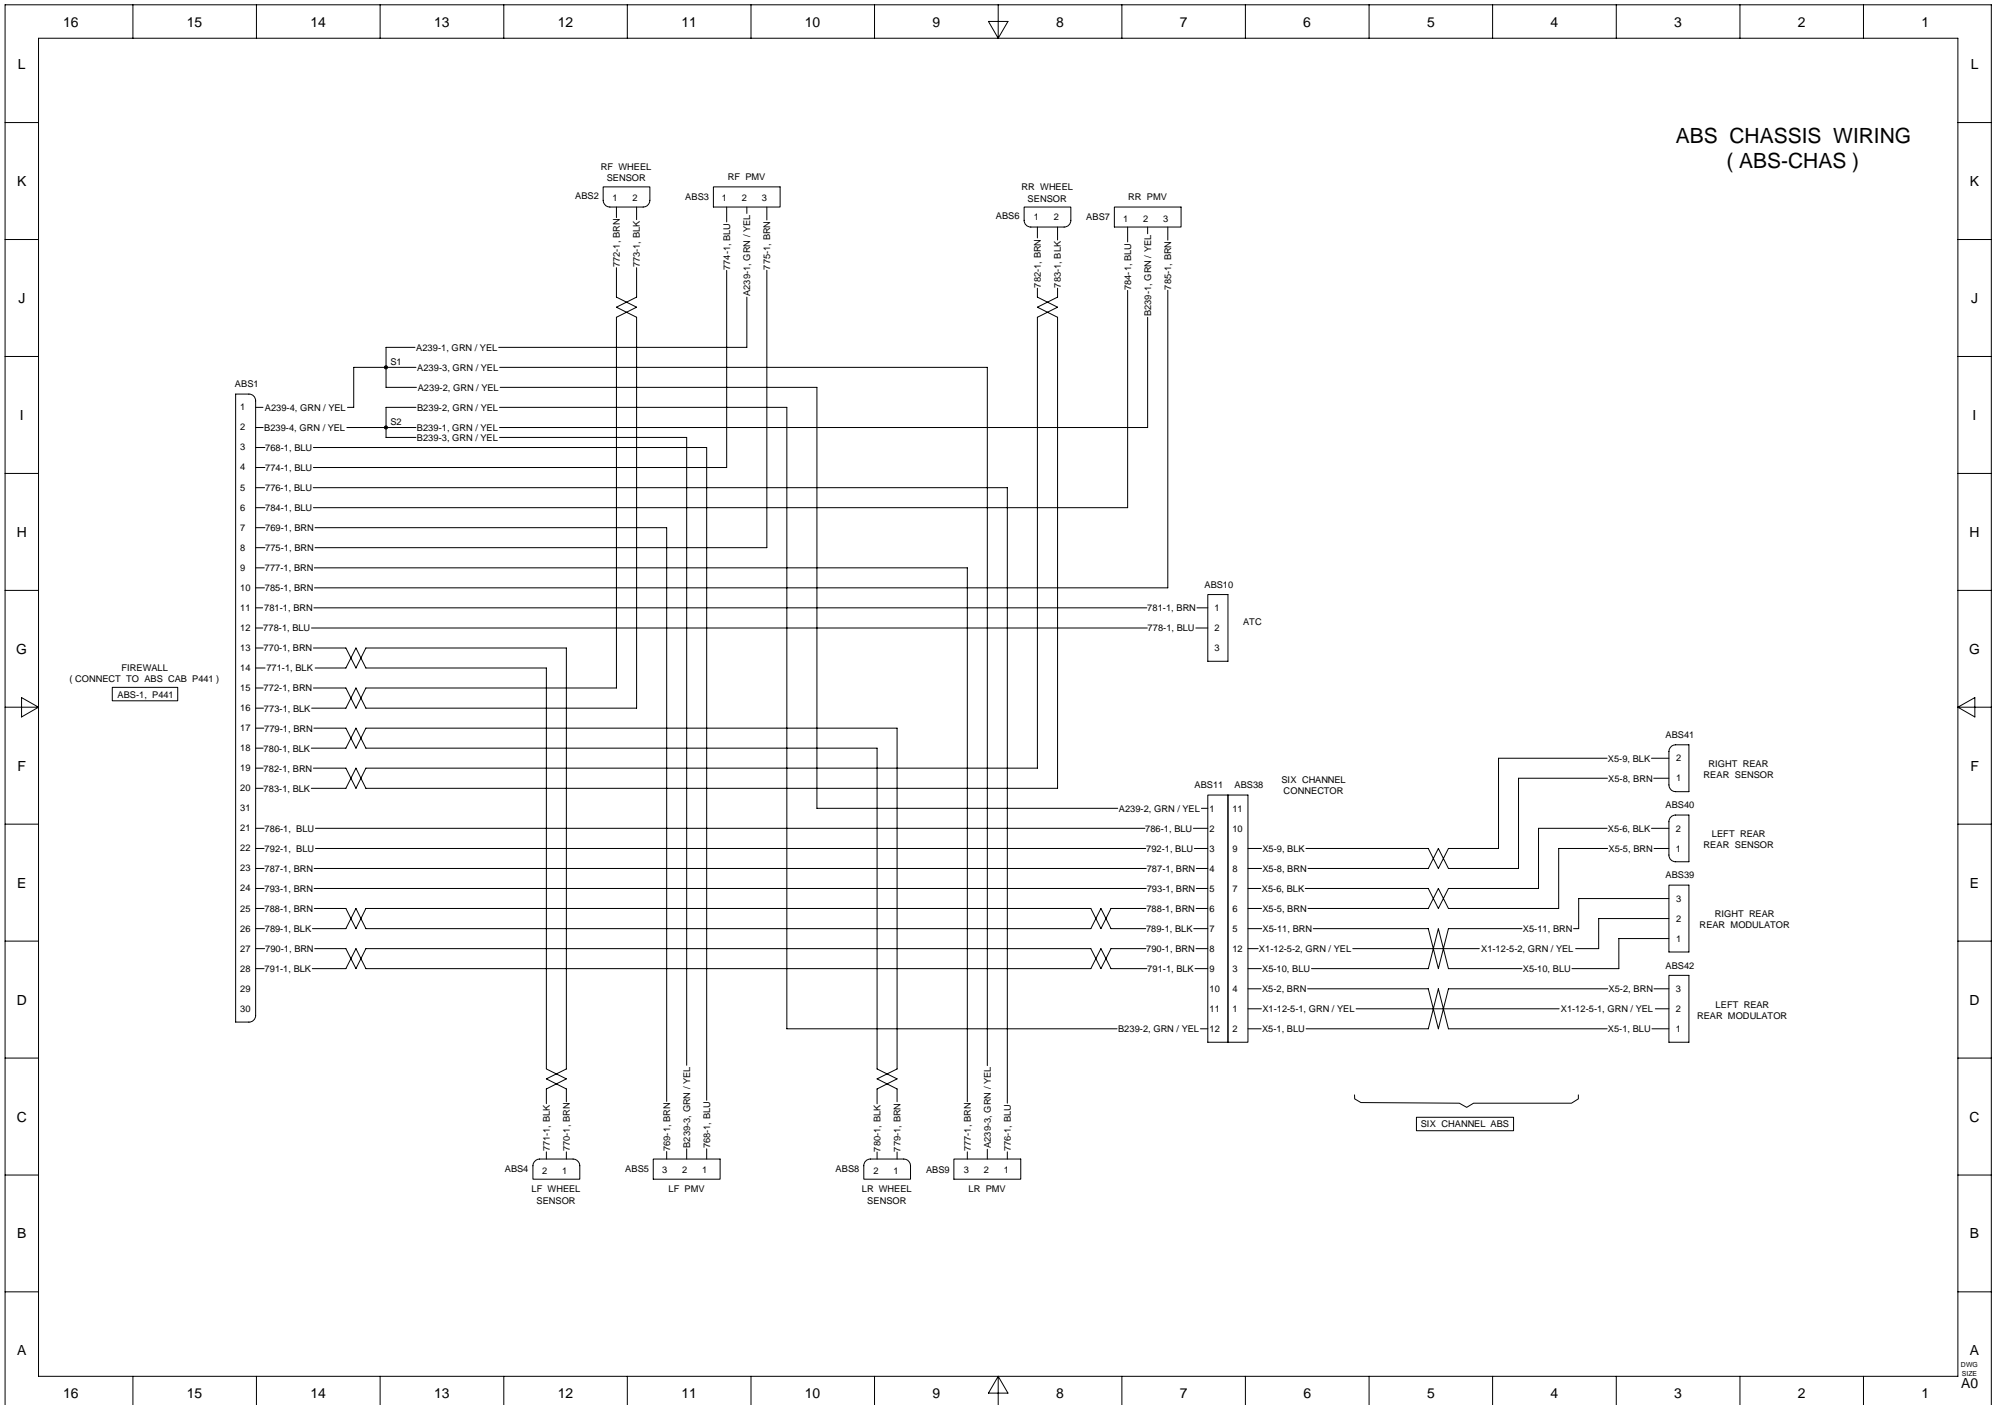 16 15 14 13 12 11 10 9 8 7 6 5 4 3 2 1
L L
ABS CHASSIS WIRING
( ABS-CHAS )
K K
RF WHEEL
SENSOR
ABS2 1 2
772-1, BRN
773-1, BLK
RF PMV
ABS3 1 2 3
774-1, BLU
A239-1, GRN / YEL
775-1, BRN
RR WHEEL
SENSOR
ABS6 1 2
782-1, BRN
783-1, BLK
RR PMV
ABS7 1 2 3
784-1, BLU
B239-1, GRN / YEL
785-1, BRN
J J
A239-1, GRN / YEL
S1 A239-3, GRN / YEL
A239-2, GRN / YEL
B239-2, GRN / YEL
S2 B239-1, GRN / YEL
B239-3, GRN / YEL
I I
ABS1
1 A239-4, GRN / YEL
2 B239-4, GRN / YEL
3 768-1, BLU
4 774-1, BLU
5 776-1, BLU
6 784-1, BLU
7 769-1, BRN
8 775-1, BRN
9 777-1, BRN
10 785-1, BRN
11 781-1, BRN
12 778-1, BLU
13 770-1, BRN
14 771-1, BLK
15 772-1, BRN
16 773-1, BLK
17 779-1, BRN
18 780-1, BLK
19 782-1, BRN
20 783-1, BLK
31
21 786-1, BLU
22 792-1, BLU
23 787-1, BRN
24 793-1, BRN
25 788-1, BRN
26 789-1, BLK
27 790-1, BRN
28 791-1, BLK
29
30
H H
G G
FIREWALL
( CONNECT TO ABS CAB P441 )
ABS-1, P441
ABS10
781-1, BRN 1
778-1, BLU 2
3
ATC
F F
ABS11 ABS38
SIX CHANNEL
CONNECTOR
A239-2, GRN / YEL 1 11
786-1, BLU 2 10
792-1, BLU 3 9 X5-9, BLK
787-1, BRN 4 8 X5-8, BRN
793-1, BRN 5 7 X5-6, BLK
788-1, BRN 6 6 X5-5, BRN
789-1, BLK 7 5 X5-11, BRN
790-1, BRN 8 12 X1-12-5-2, GRN / YEL
791-1, BLK 9 3 X5-10, BLU
10 4 X5-2, BRN
11 1 X1-12-5-1, GRN / YEL
B239-2, GRN / YEL 12 2 X5-1, BLU
ABS41
X5-9, BLK 2
X5-8, BRN 1
RIGHT REAR
REAR SENSOR
ABS40
X5-6, BLK 2
X5-5, BRN 1
LEFT REAR
REAR SENSOR
E E
ABS39
3
2
1
X5-11, BRN
X1-12-5-2, GRN / YEL
X5-10, BLU
RIGHT REAR
REAR MODULATOR
D D
ABS42
X5-2, BRN 3
X1-12-5-1, GRN / YEL 2
X5-1, BLU 1
LEFT REAR
REAR MODULATOR
C C
SIX CHANNEL ABS
771-1, BLK
770-1, BRN
ABS4 2 1
LF WHEEL
SENSOR
769-1, BRN
B239-3, GRN / YEL
768-1, BLU
ABS5 3 2 1
LF PMV
780-1, BLK
779-1, BRN
ABS8 2 1
LR WHEEL
SENSOR
777-1, BRN
A239-3, GRN / YEL
776-1, BLU
ABS9 3 2 1
LR PMV
B B
A A
DWG
SIZE
A0
16 15 14 13 12 11 10 9 8 7 6 5 4 3 2 1